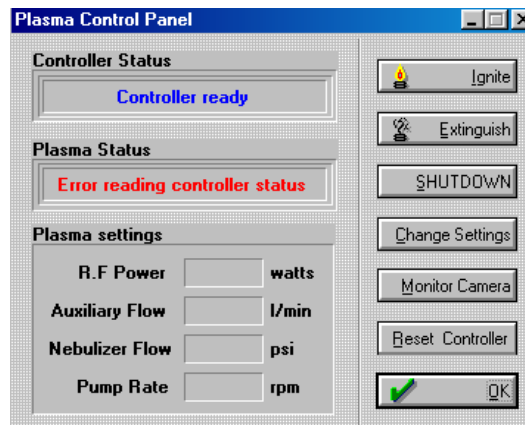 Plasma Control Panel
Controller Status
Controller ready
Plasma Status
Error reading controller status
Plasma settings
R.F Power watts
Auxiliary Flow l/min
Nebulizer Flow psi
Pump Rate rpm
Ignite
Extinguish
SHUTDOWN
Change Settings
Monitor Camera
Reset Controller
OK